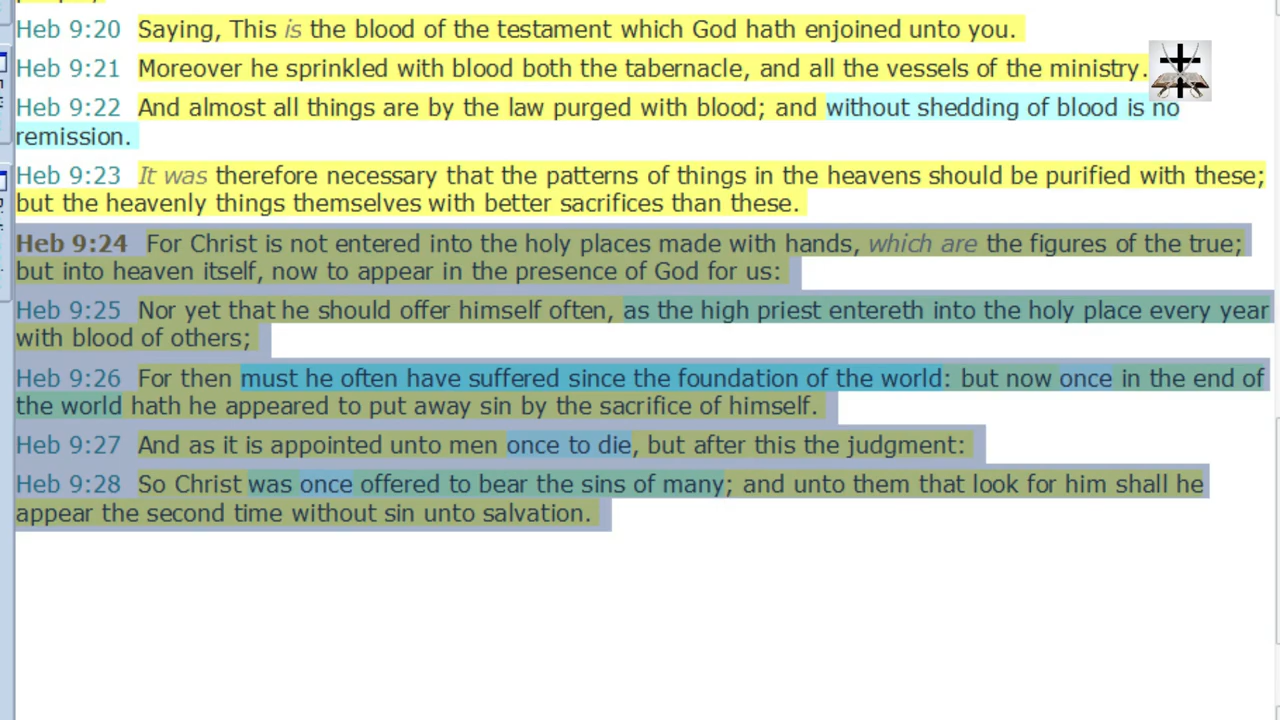 Heb 9:20 Saying, This is the blood of the testament which God hath enjoined unto you.
Heb 9:21 Moreover he sprinkled with blood both the tabernacle, and all the vessels of the ministry.
Heb 9:22 And almost all things are by the law purged with blood; and without shedding of blood is no
remission.
Heb 9:23 It was therefore necessary that the patterns of things in the heavens should be purified with these;
but the heavenly things themselves with better sacrifices than these.
Heb 9:24 For Christ is not entered into the holy places made with hands, which are the figures of the true;
but into heaven itself, now to appear in the presence of God for us:
Heb 9:25 Nor yet that he should offer himself often, as the high priest entereth into the holy place every year
with blood of others;
Heb 9:26 For then must he often have suffered since the foundation of the world: but now once in the end of
the world hath he appeared to put away sin by the sacrifice of himself.
Heb 9:27 And as it is appointed unto men once to die, but after this the judgment:
Heb 9:28 So Christ was once offered to bear the sins of many; and unto them that look for him shall he
appear the second time without sin unto salvation.